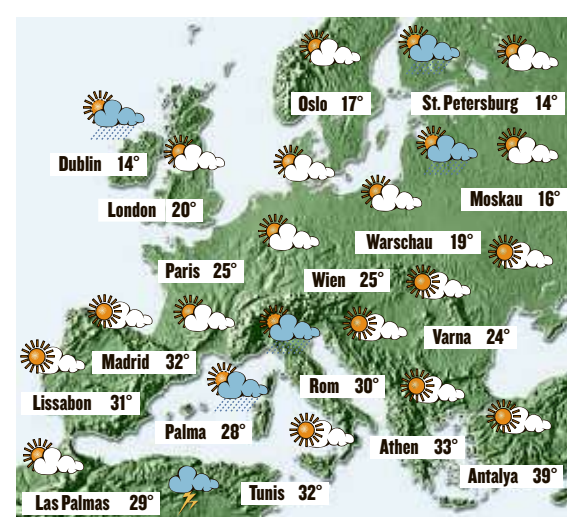 Oslo 17°
St. Petersburg 14°
Dublin 14°
London 20°
Moskau 16°
Warschau 19°
Paris 25°
Wien 25°
Varna 24°
Madrid 32°
Rom 30°
Lissabon 31°
Palma 28°
Athen 33°
Antalya 39°
Las Palmas 29°
Tunis 32°